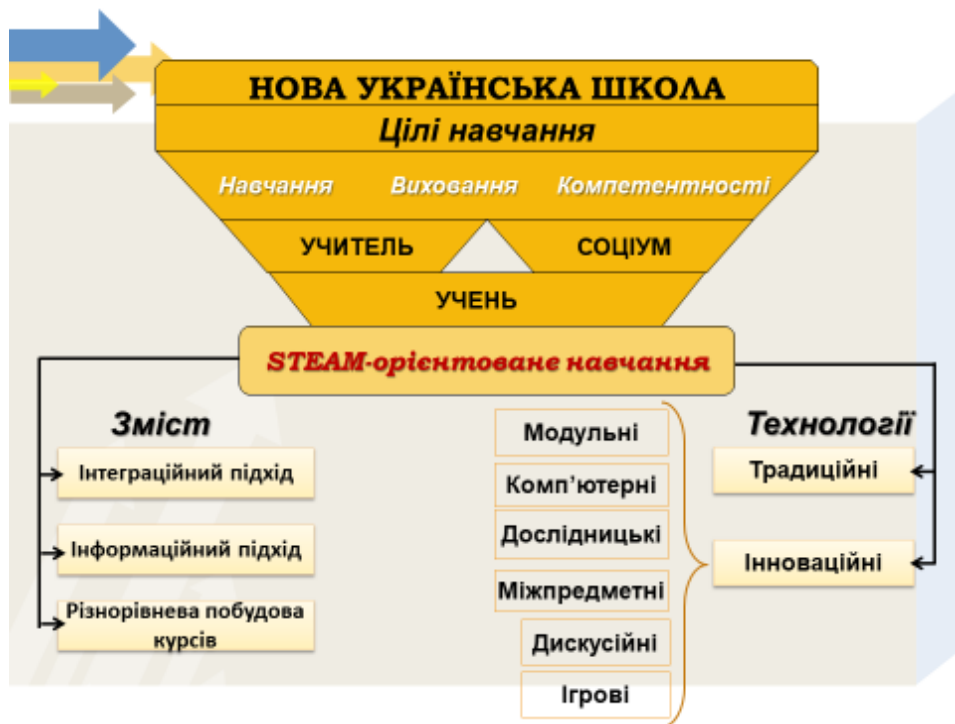 НОВА УКРАЇНСЬКА ШКОЛА
Цілі навчання
Навчання Виховання Компетентності
УЧИТЕЛЬ СОЦІУМ
УЧЕНЬ
STEAM-орієнтоване навчання
Зміст
Інтеграційний підхід
Інформаційний підхід
Різнорівнева побудова
курсів
Модульні
Комп’ютерні
Дослідницькі
Міжпредметні
Дискусійні
Ігрові
Технології
Традиційні
Інноваційні